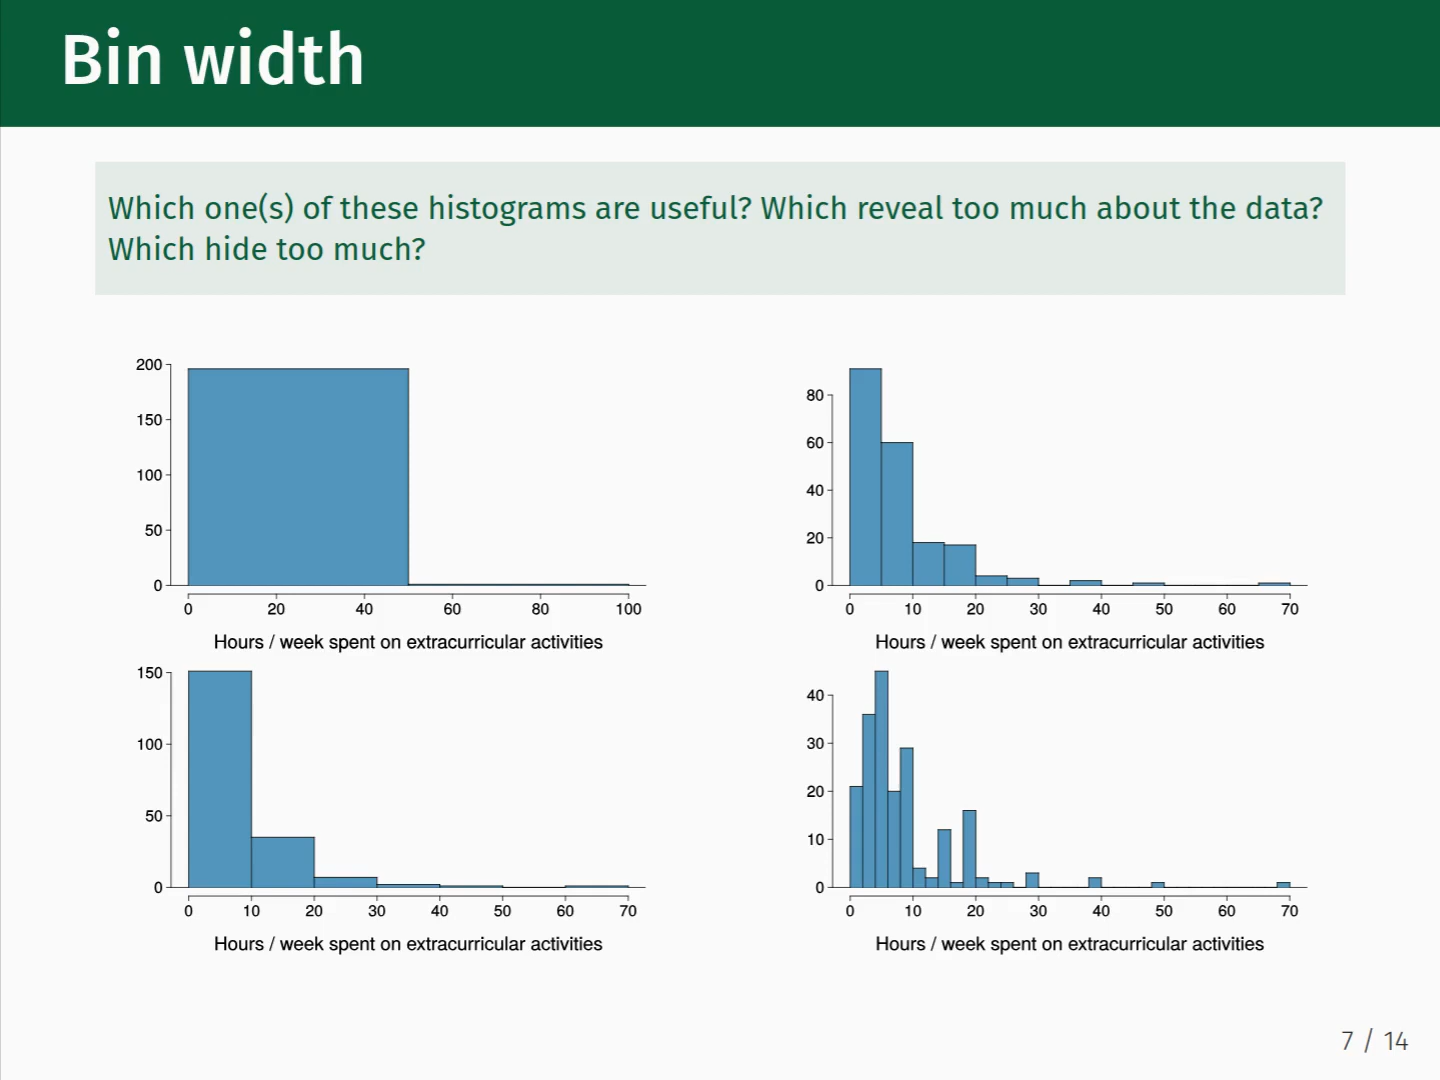 Bin width
Which one(s) of these histograms are useful? Which reveal too much about the data?
Which hide too much?
200
150
100
50
0
0 20 40 60 80 100
Hours / week spent on extracurricular activities
80
60
40
20
0
0 10 20 30 40 50 60 70
Hours / week spent on extracurricular activities
150
100
50
0
0 10 20 30 40 50 60 70
Hours / week spent on extracurricular activities
40
30
20
10
0
0 10 20 30 40 50 60 70
Hours / week spent on extracurricular activities
7 / 14